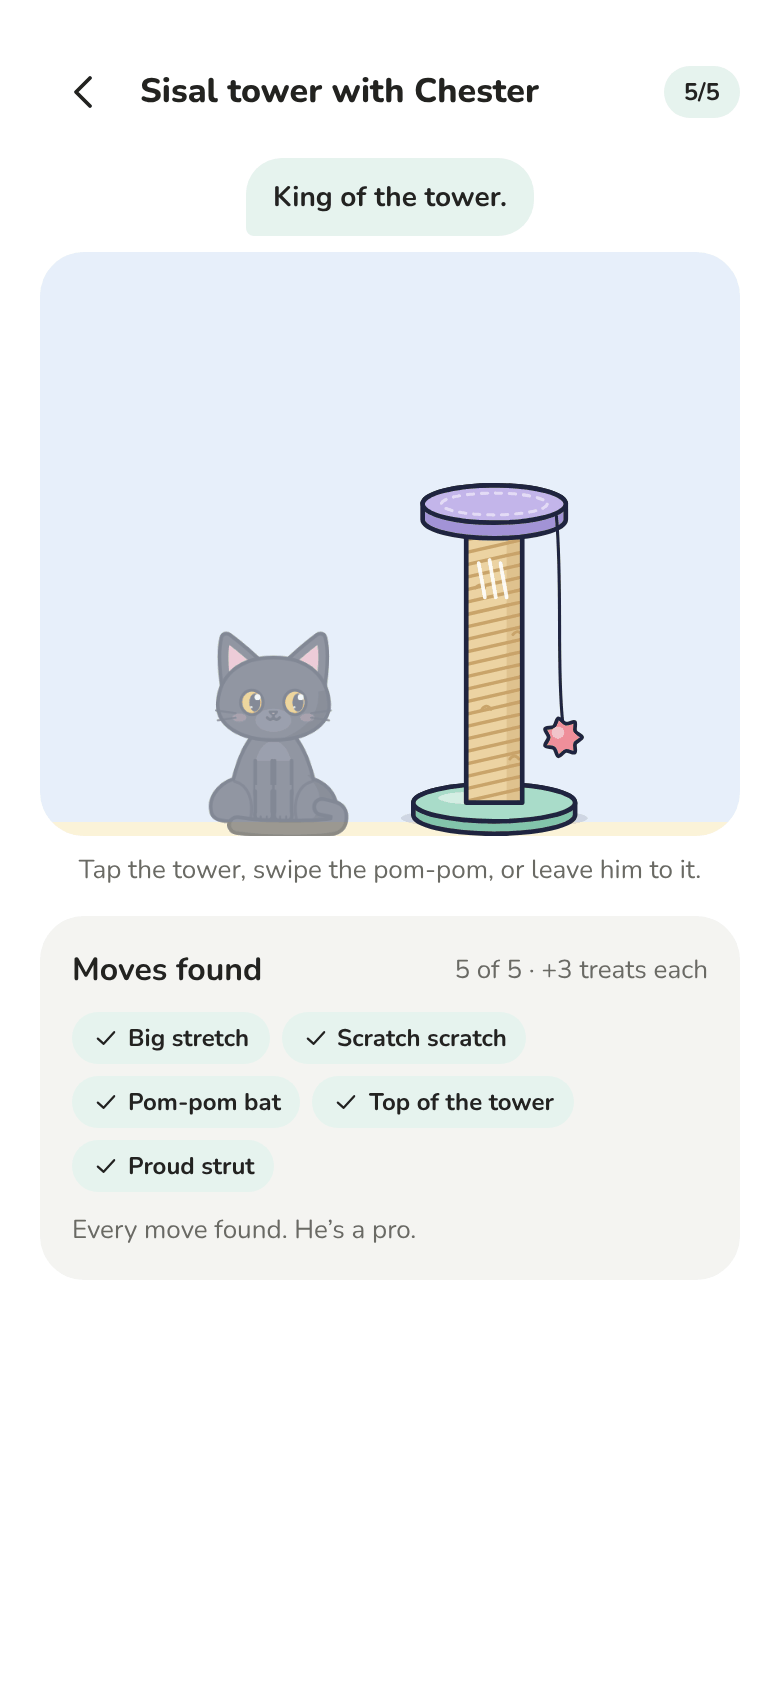 Sisal tower with Chester
5/5
King of the tower.
Tap the tower, swipe the pom-pom, or leave him to it.
Moves found
5 of 5 · +3 treats each
Big stretch
Scratch scratch
Pom-pom bat
Top of the tower
Proud strut
Every move found. He’s a pro.